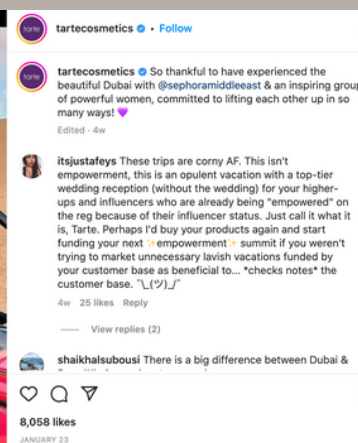 tarte
tartecosmetics • Follow
tarte
tartecosmetics So thankful to have experienced the
beautiful Dubai with @sephoramiddleeast & an inspiring group
of powerful women, committed to lifting each other up in so
many ways! 💜
Edited · 4w
itsjustafeys These trips are corny AF. This isn't
empowerment, this is an opulent vacation with a top-tier
wedding reception (without the wedding) for your higher-
ups and influencers who are already being "empowered" on
the reg because of their influencer status. Just call it what it
is, Tarte. Perhaps I'd buy your products again and start
funding your next ✨empowerment✨ summit if you weren't
trying to market unnecessary lavish vacations funded by
your customer base as beneficial to... *checks notes* the
customer base. ¯\_(ツ)_/¯
4w 25 likes Reply
View replies (2)
shaikhalsubousi There is a big difference between Dubai &
8,058 likes
JANUARY 23